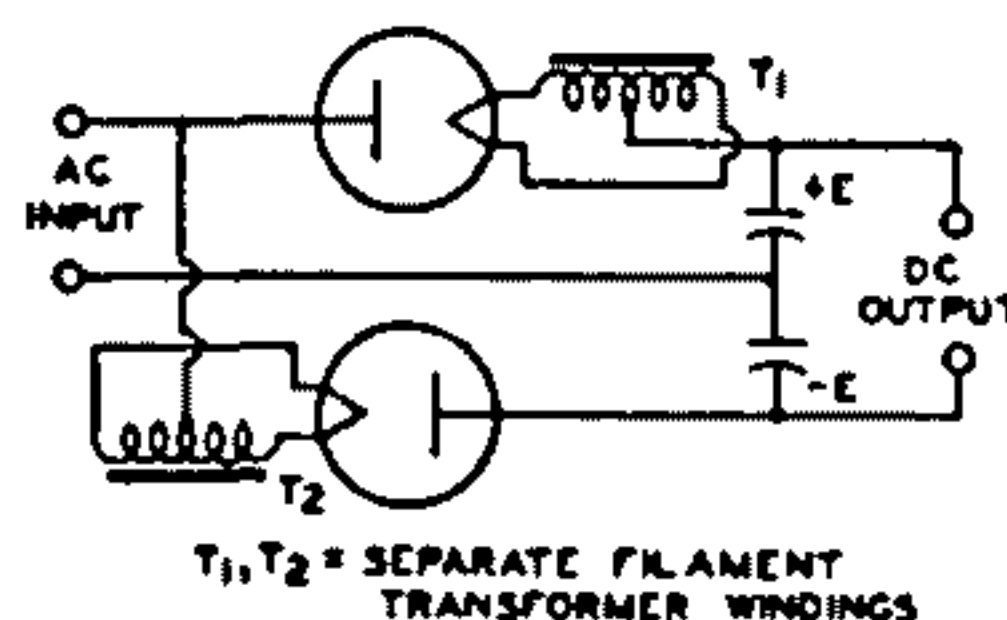 T1
AC
INPUT
+E
DC
OUTPUT
-E
T2
T1, T2 = SEPARATE FILAMENT
TRANSFORMER WINDINGS